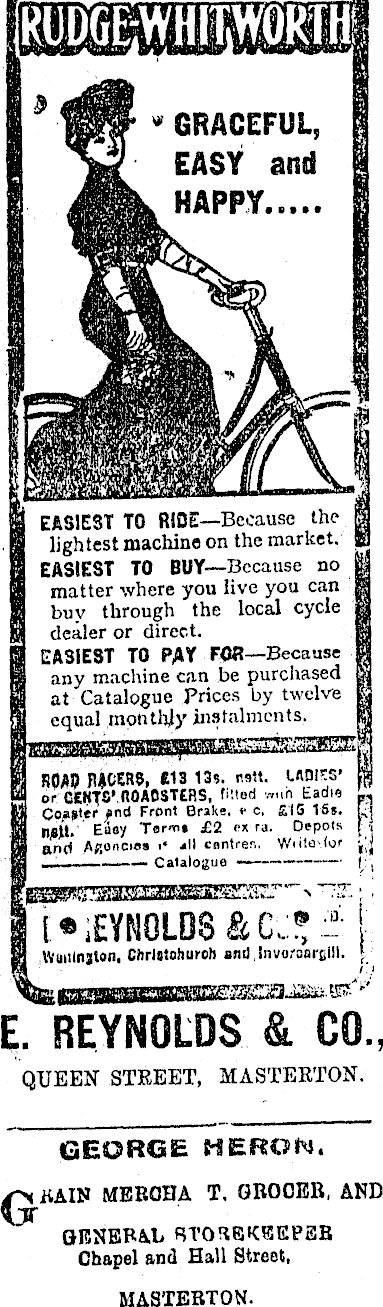 RUDGE-WHITWORTH
GRACEFUL,
EASY and
HAPPY.....
EASIEST TO RIDE—Because the
lightest machine on the market.
EASIEST TO BUY—Because no
matter where you live you can
buy through the local cycle
dealer or direct.
EASIEST TO PAY FOR—Because
any machine can be purchased
at Catalogue Prices by twelve
equal monthly instalments.
ROAD RACERS, £13 13s. nett. LADIES'
or GENTS' ROADSTERS, fitted with Eadie
Coaster and Front Brake, £15 15s.
nett. Easy Terms £2 extra. Depots
and Agencies in all centres. Write for
Catalogue
EYNOLDS & CO.
Christchurch and Invercargill.
E. REYNOLDS & CO.,
QUEEN STREET, MASTERTON.
GEORGE HERON.
GRAIN MERCHA T, GROCER, AND
GENERAL STOREKEEPER
Chapel and Hall Street,
MASTERTON.